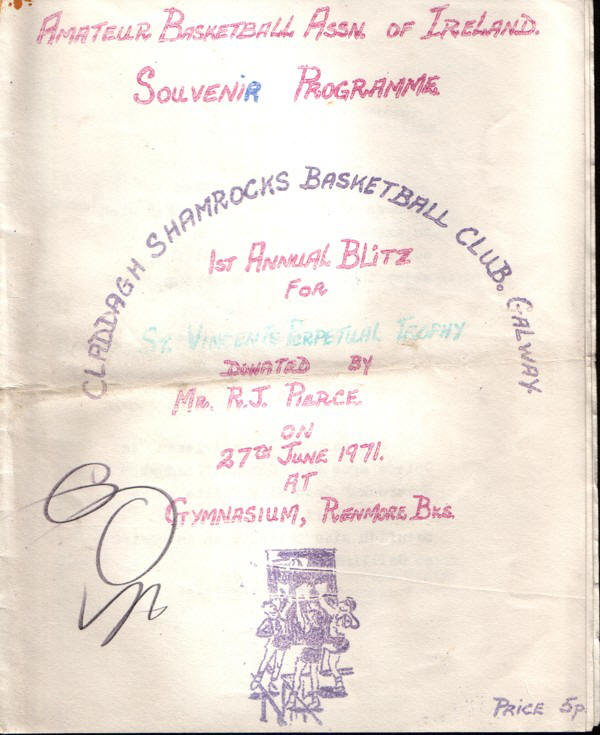 AMATEUR BASKETBALL ASSN. OF IRELAND.
SOUVENIR PROGRAMME
CLADDAGH SHAMROCKS BASKETBALL CLUB. GALWAY.
1ST ANNUAL BLITZ
FOR
ST. VINCENTS PERPETUAL TROPHY
DONATED BY
MR. R.J. PIERCE
ON
27TH JUNE 1971.
AT
GYMNASIUM, RENMORE BKS.
PRICE 5p